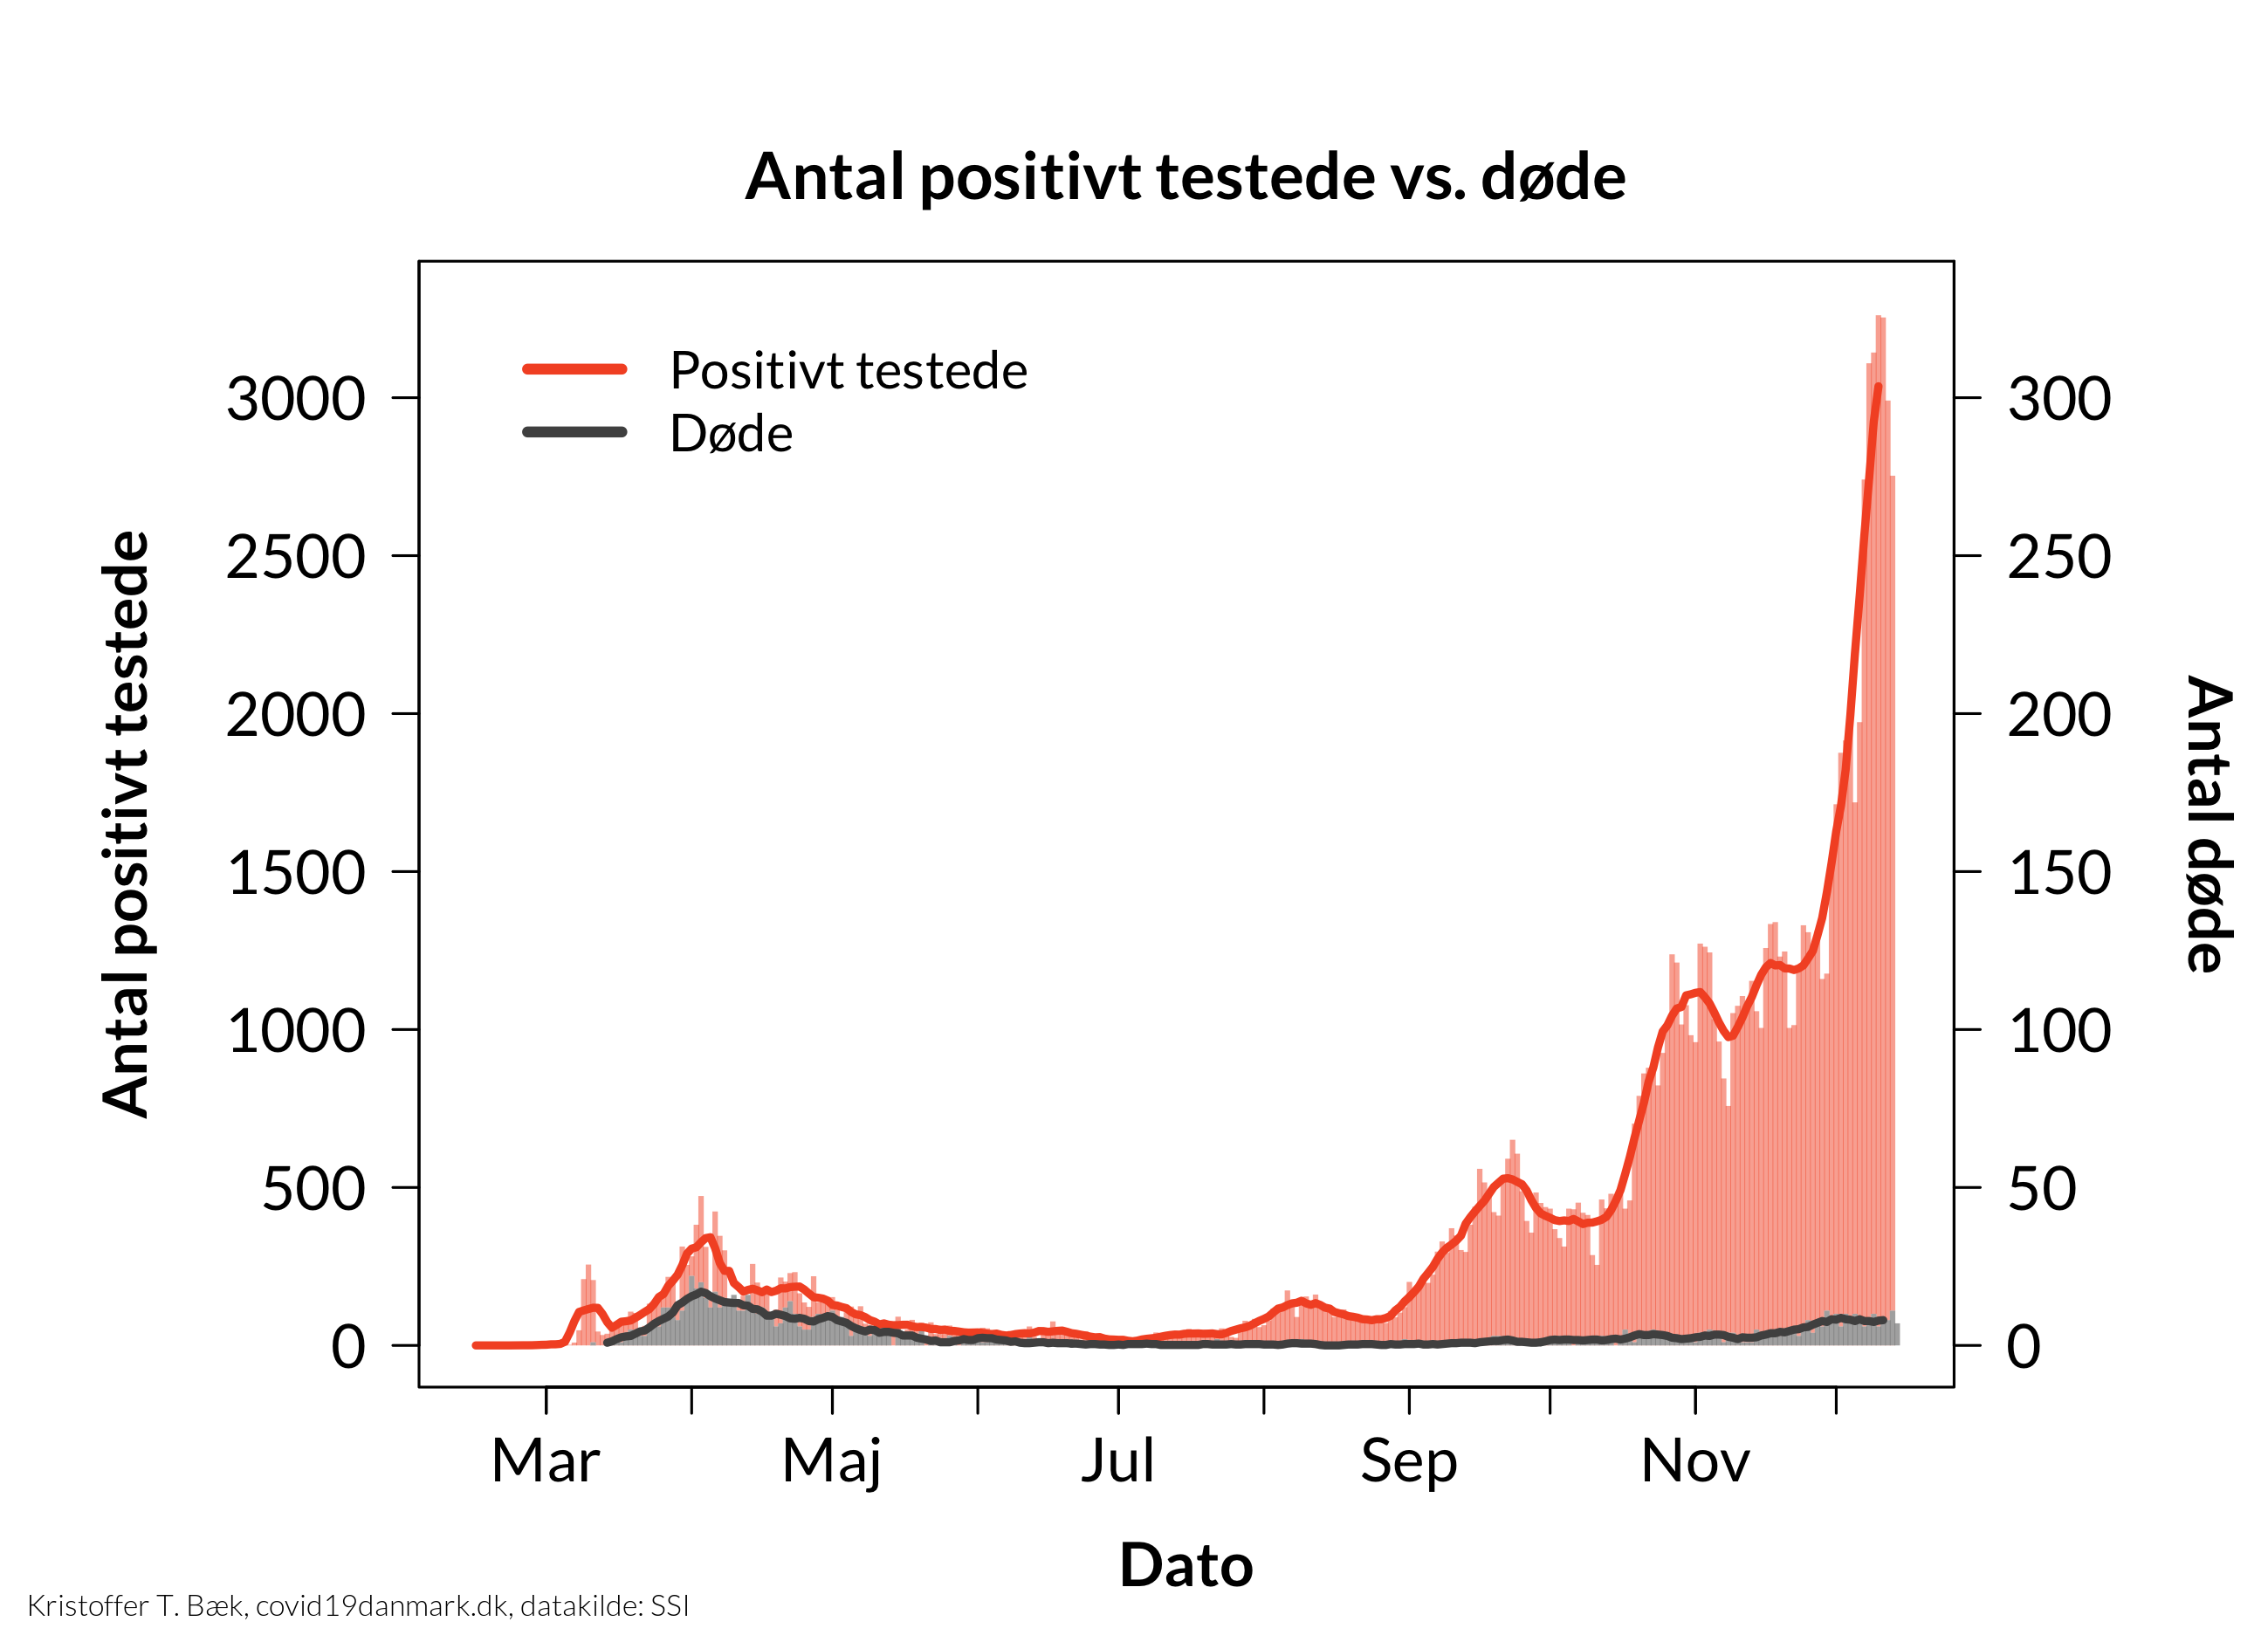 Antal positivt testede vs. døde
Positivt testede
Døde
Antal positivt testede
3000
2500
2000
1500
1000
500
0
300
250
200
150
100
50
0
Antal døde
Mar Maj Jul Sep Nov
Dato
Kristoffer T. Bæk, covid19danmark.dk, datakilde: SSI